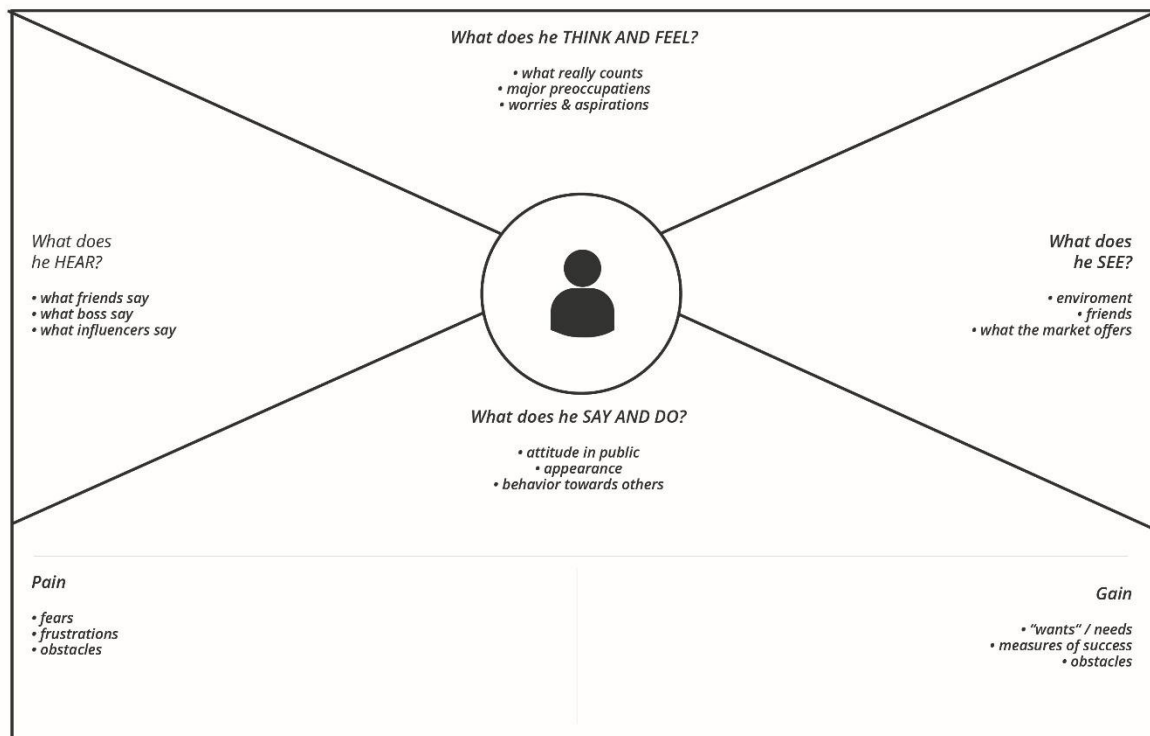 What does he THINK AND FEEL?
• what really counts
• major preoccupatiens
• worries & aspirations
What does
he HEAR?
• what friends say
• what boss say
• what influencers say
What does
he SEE?
• enviroment
• friends
• what the market offers
What does he SAY AND DO?
• attitude in public
• appearance
• behavior towards others
Pain
• fears
• frustrations
• obstacles
Gain
• “wants” / needs
• measures of success
• obstacles